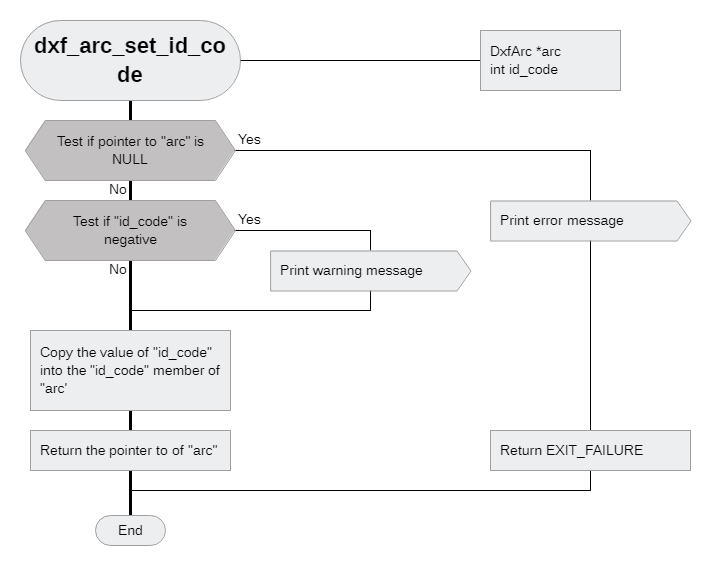 dxf_arc_set_id_co
de
DxfArc *arc
int id_code
Test if pointer to "arc" is
NULL
Yes
No
Test if "id_code" is
negative
Yes
Print error message
Print warning message
No
Copy the value of "id_code"
into the "id_code" member of
"arc'
Return the pointer to of "arc"
Return EXIT_FAILURE
End